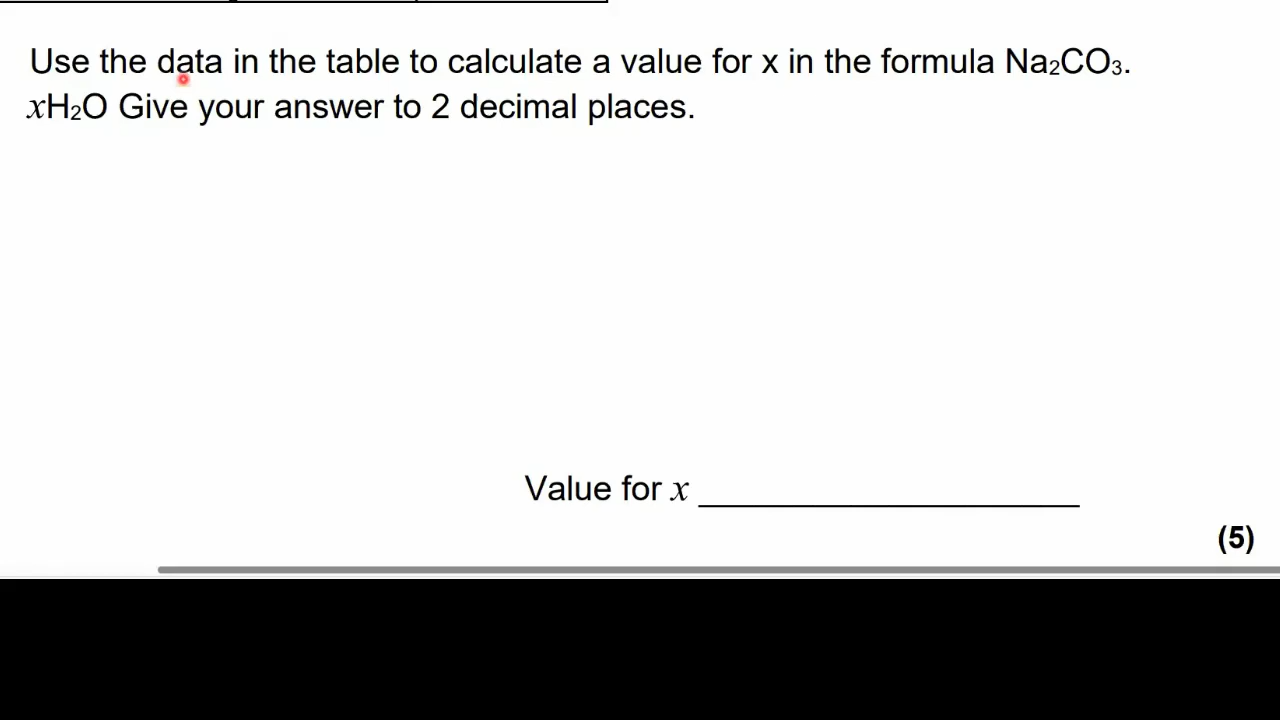 Use the data in the table to calculate a value for x in the formula Na₂CO₃.
xH₂O Give your answer to 2 decimal places.
Value for x ____________________
(5)